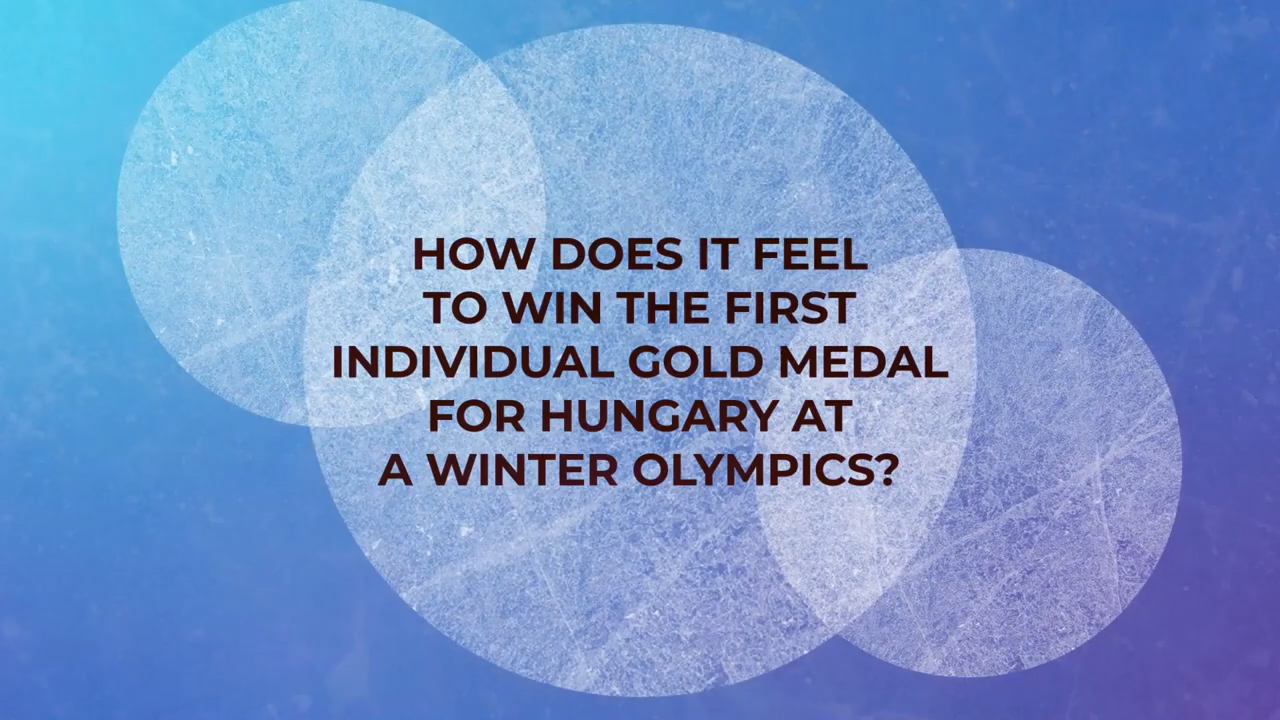 HOW DOES IT FEEL
TO WIN THE FIRST
INDIVIDUAL GOLD MEDAL
FOR HUNGARY AT
A WINTER OLYMPICS?